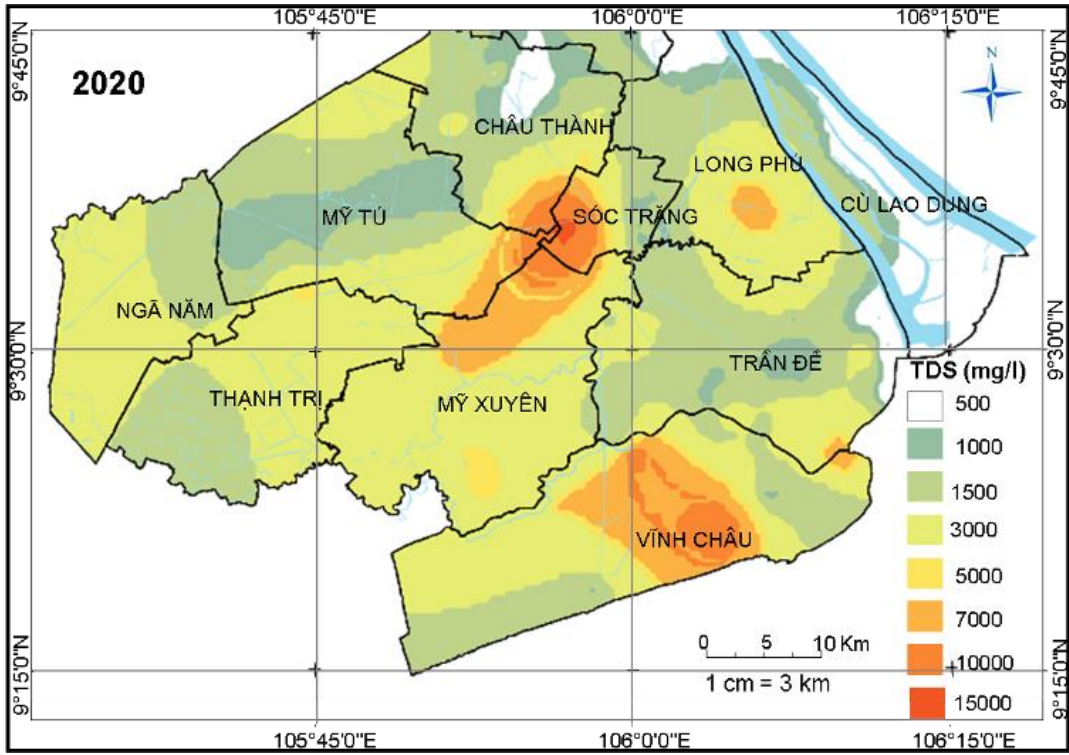 105°45'0"E
106°0'0"E
106°15'0"E
9°45'0"N
9°45'0"N
2020
N
CHÂU THÀNH
LONG PHÚ
MỸ TÚ
SÓC TRĂNG
CÙ LAO DUNG
NGÃ NĂM
9°30'0"N
9°30'0"N
TRẦN ĐỀ
THẠNH TRỊ
MỸ XUYÊN
TDS (mg/l)
500
1000
1500
3000
5000
7000
10000
15000
VĨNH CHÂU
0 5 10 Km
1 cm = 3 km
9°15'0"N
9°15'0"N
105°45'0"E
106°0'0"E
106°15'0"E